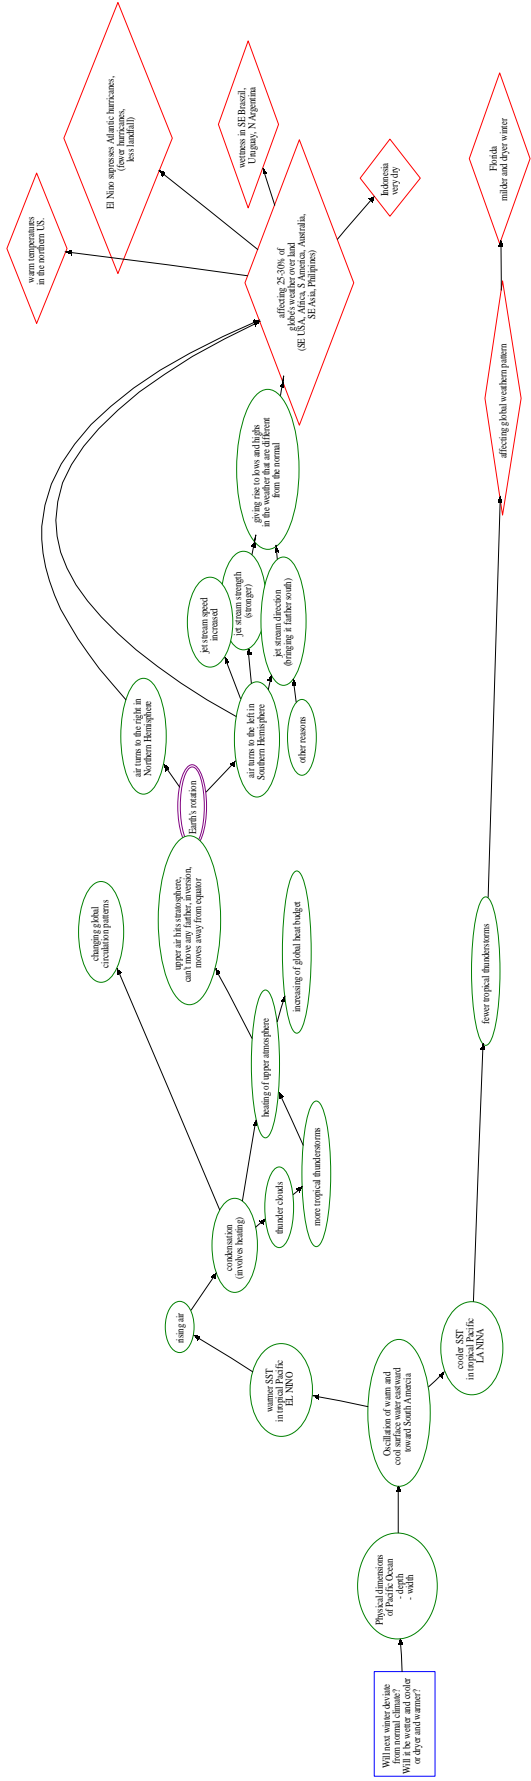 Will next winter deviate
from normal climate?
Will it be wetter and cooler
or dryer and warmer?
Physical dimensions
of Pacific Ocean
- depth
- width
Oscillation of warm and
cool surface water eastward
toward South Amercia
warmer SST
in tropical Pacific
EL NINO
cooler SST
in tropical Pacific
LA NINA
rising air
condensation
(involves heating)
thunder clouds
more tropical thunderstorms
heating of upper atmosphere
changing global
circulation patterns
upper air hits stratosphere,
can't move any farther, inversion,
moves away from equator
increasing of global heat budget
fewer tropical thunderstorms
Earth's rotation
air turns to the right in
Northern Hemisphere
air turns to the left in
Southern Hemisphere
other reasons
jet stream speed
increased
jet stream strength
(stronger)
jet stream direction
(bringing it farther south)
giving rise to lows and highs
in the weather that are different
from the normal
affecting 25-30% of
globe's weather over land
(SE USA, Africa, S America, Australia,
SE Asia, Philipines)
affecting global weathern pattern
warm temperatures
in the northern US.
El Nino supresses Atlantic hurricanes,
(fewer hurricanes,
less landfall)
wetness in SE Braszil,
Uruguay, N Argentina
Indonesia
very dry
Florida
milder and dryer winter